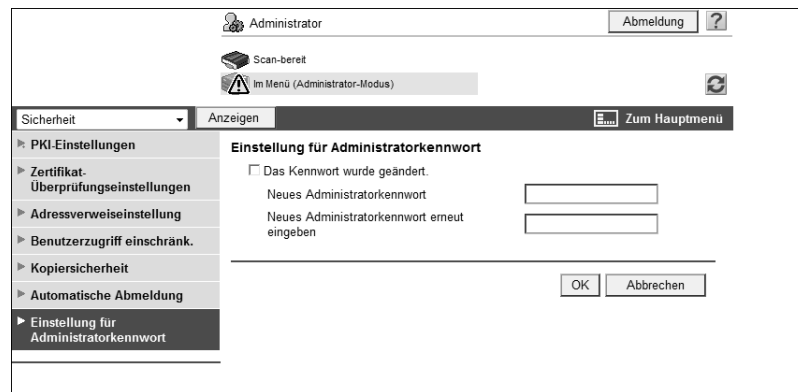 Administrator
Abmeldung
?
Scan-bereit
Im Menü (Administrator-Modus)
Sicherheit
Anzeigen
Zum Hauptmenü
PKI-Einstellungen
Zertifikat-
Überprüfungseinstellungen
Adressverweiseinstellung
Benutzerzugriff einschränk.
Kopiersicherheit
Automatische Abmeldung
Einstellung für
Administratorkennwort
Einstellung für Administratorkennwort
Das Kennwort wurde geändert.
Neues Administratorkennwort
Neues Administratorkennwort erneut
eingeben
OK
Abbrechen